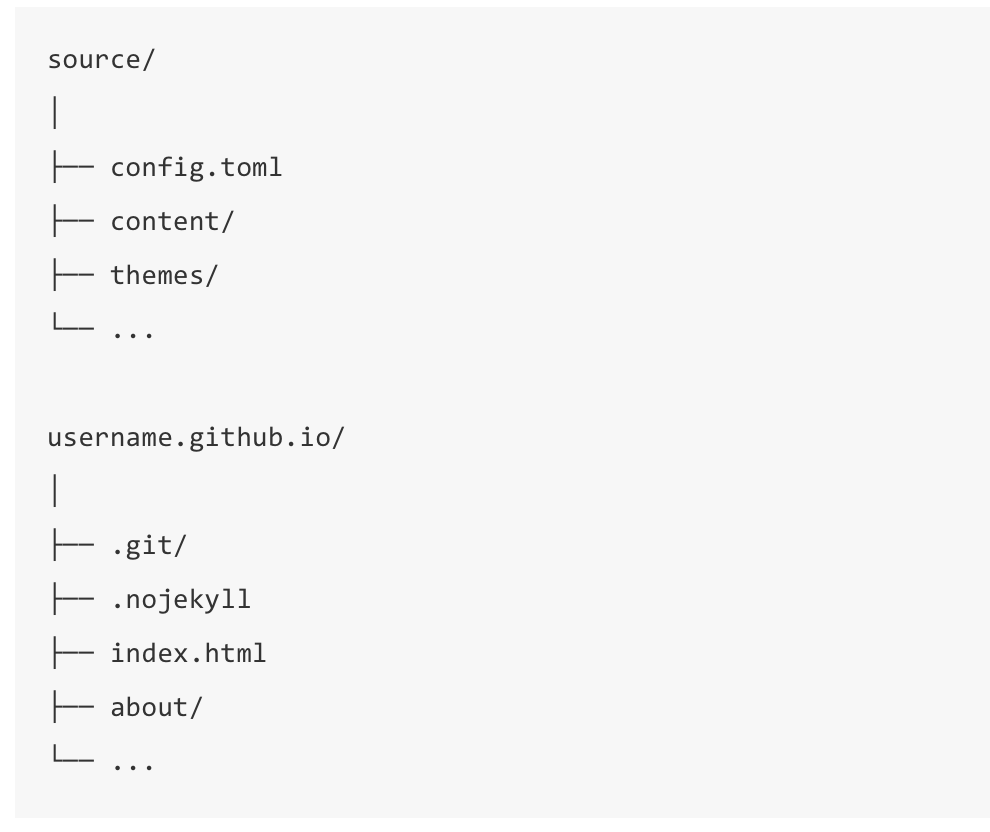 source/
│
├── config.toml
├── content/
├── themes/
└── ...
username.github.io/
│
├── .git/
├── .nojekyll
├── index.html
├── about/
└── ...